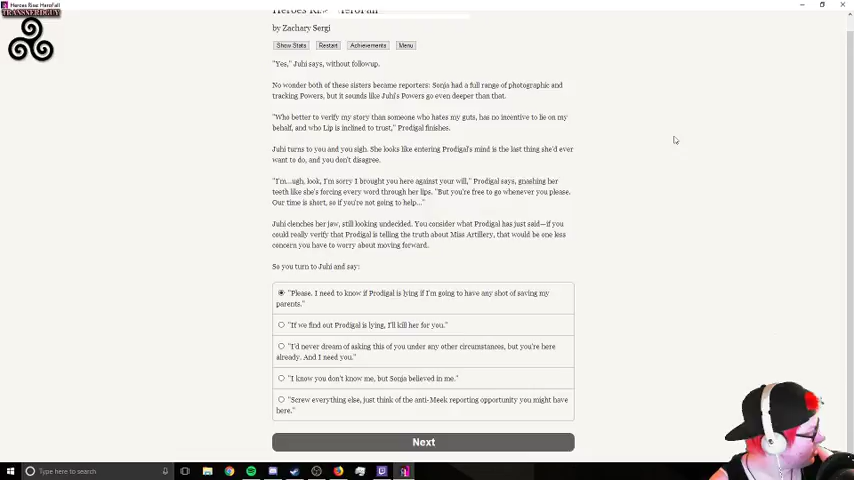 Heroes Rise: HeroFall
TRANSNERDGUY
by Zachary Sergi
Show Stats Restart Achievements Menu
"Yes," Juhi says, without followup.
No wonder both of these sisters became reporters: Sonja had a full range of photographic and
tracking Powers, but it sounds like Juhi's Powers go even deeper than that.
"Who better to verify my story than someone who hates my guts, has no incentive to lie on my
behalf, and who Lip is inclined to trust," Prodigal finishes.
Juhi turns to you and you sigh. She looks like entering Prodigal's mind is the last thing she'd ever
want to do, and you don't disagree.
"I'm...ugh, look, I'm sorry I brought you here against your will," Prodigal says, gnashing her
teeth like she's forcing every word through her lips. "But you're free to go whenever you please.
Our time is short, so if you're not going to help..."
Juhi clenches her jaw, still looking undecided. You consider what Prodigal has just said—if you
could really verify that Prodigal is telling the truth about Miss Artillery, that would be one less
concern you have to worry about moving forward.
So you turn to Juhi and say:
"Please. I need to know if Prodigal is lying if I'm going to have any shot of saving my
parents."
"If we find out Prodigal is lying, I'll kill her for you."
"I'd never dream of asking this of you under any other circumstances, but you're here
already. And I need you."
"I know you don't know me, but Sonja believed in me."
"Screw everything else, just think of the anti-Meek reporting opportunity you might have
here."
Next
Type here to search